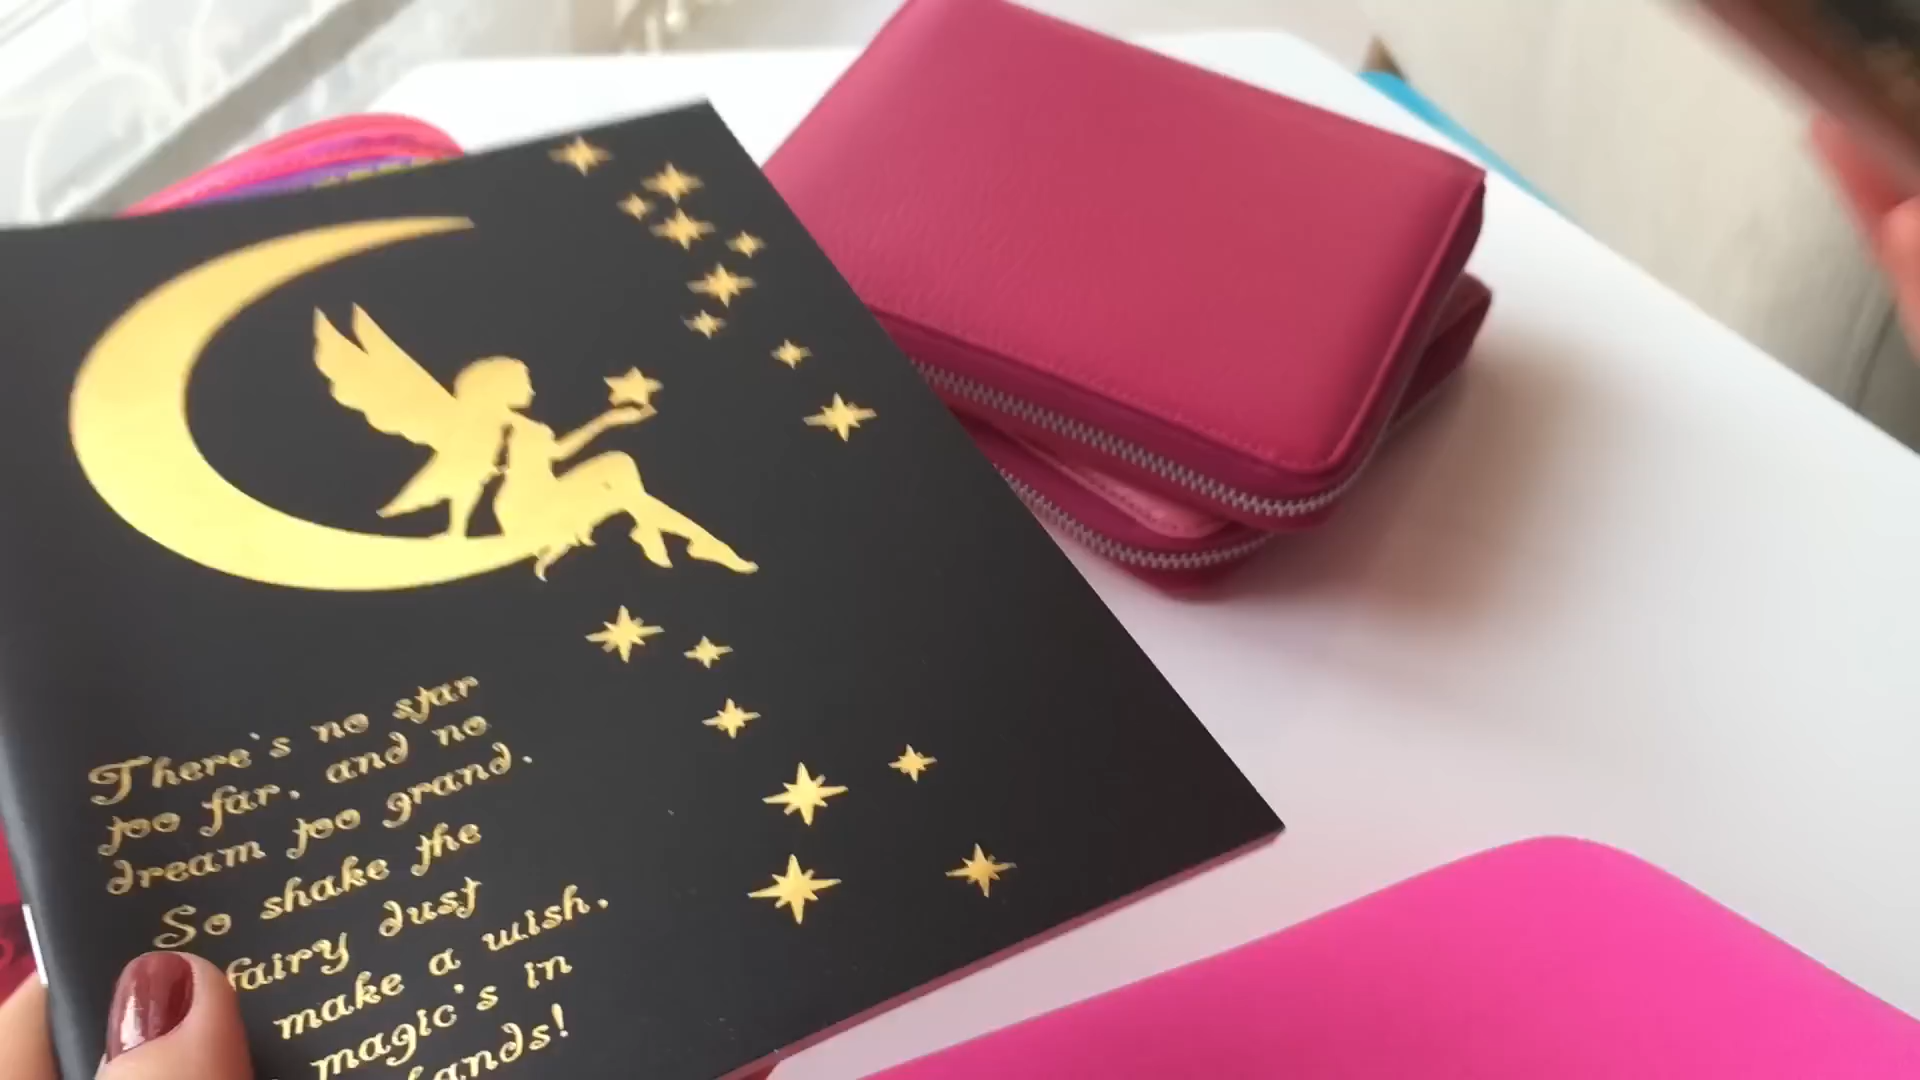 There's no star
too far, and no
dream too grand.
So shake the
fairy dust
make a wish.
magic's in
hands!